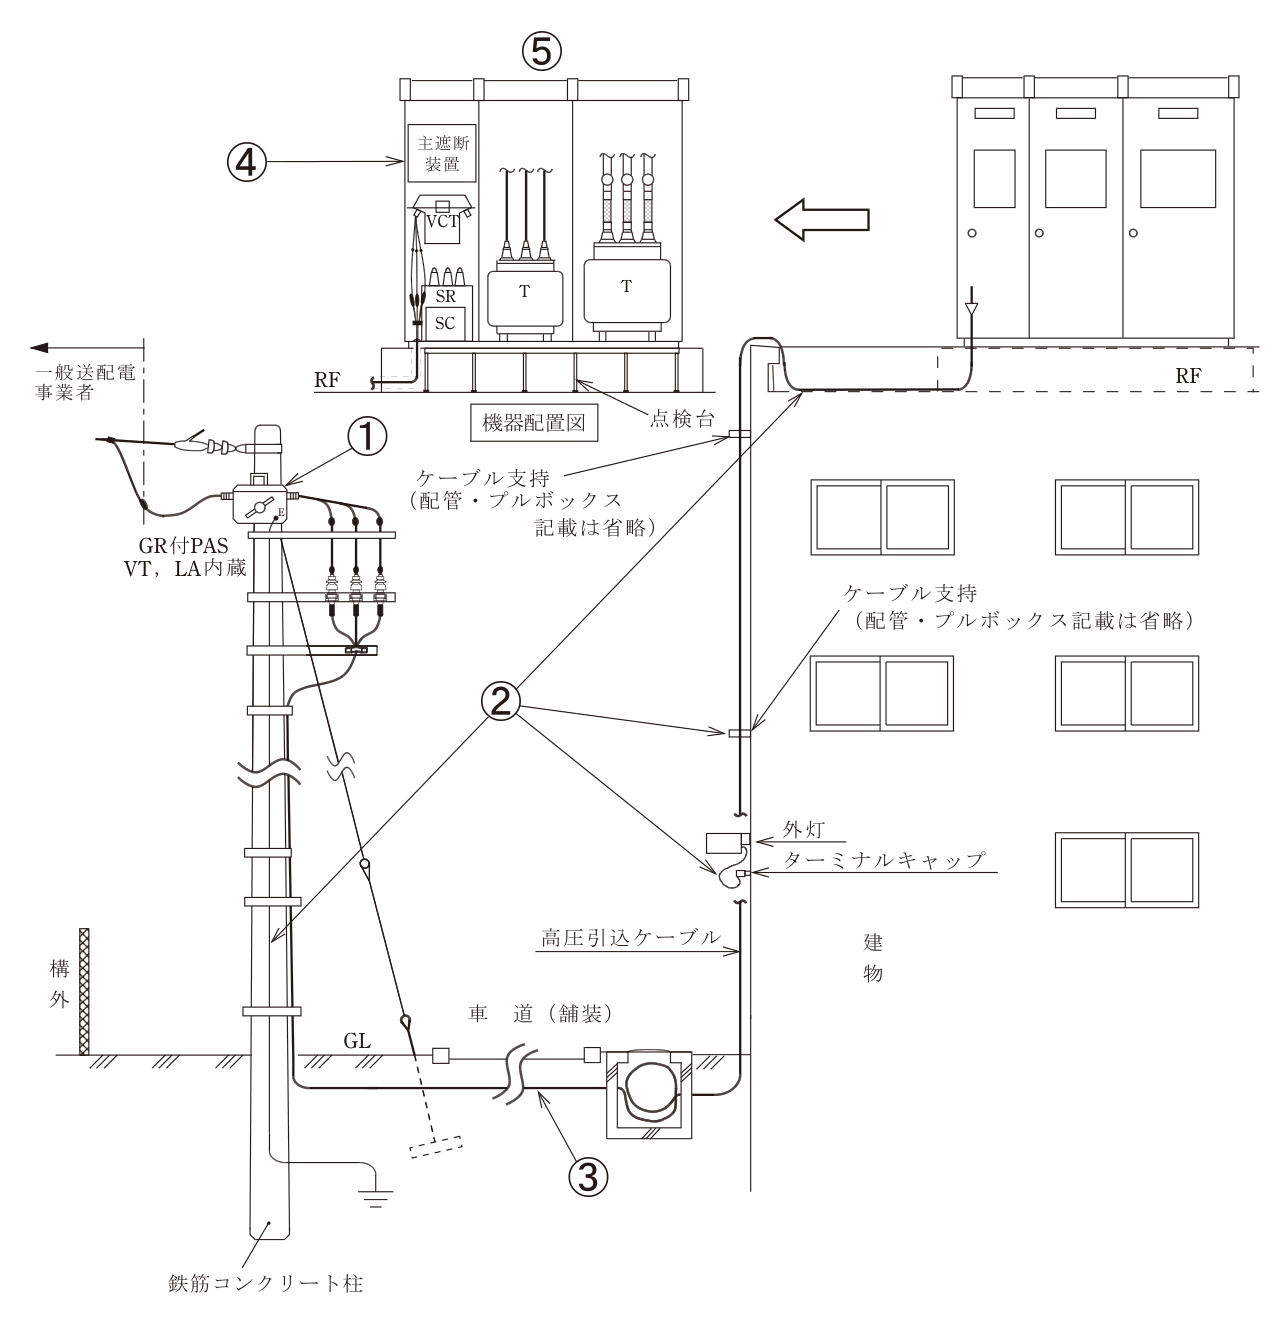 ⑤
④
主遮断
装置
VCT
SR
SC
T
T
RF
RF
一般送配電
事業者
機器配置図
点検台
①
ケーブル支持
（配管・プルボックス
記載は省略）
E
GR付PAS
VT，LA内蔵
ケーブル支持
（配管・プルボックス記載は省略）
②
外灯
ターミナルキャップ
高圧引込ケーブル
建
物
構
外
車　道（舗装）
GL
③
鉄筋コンクリート柱